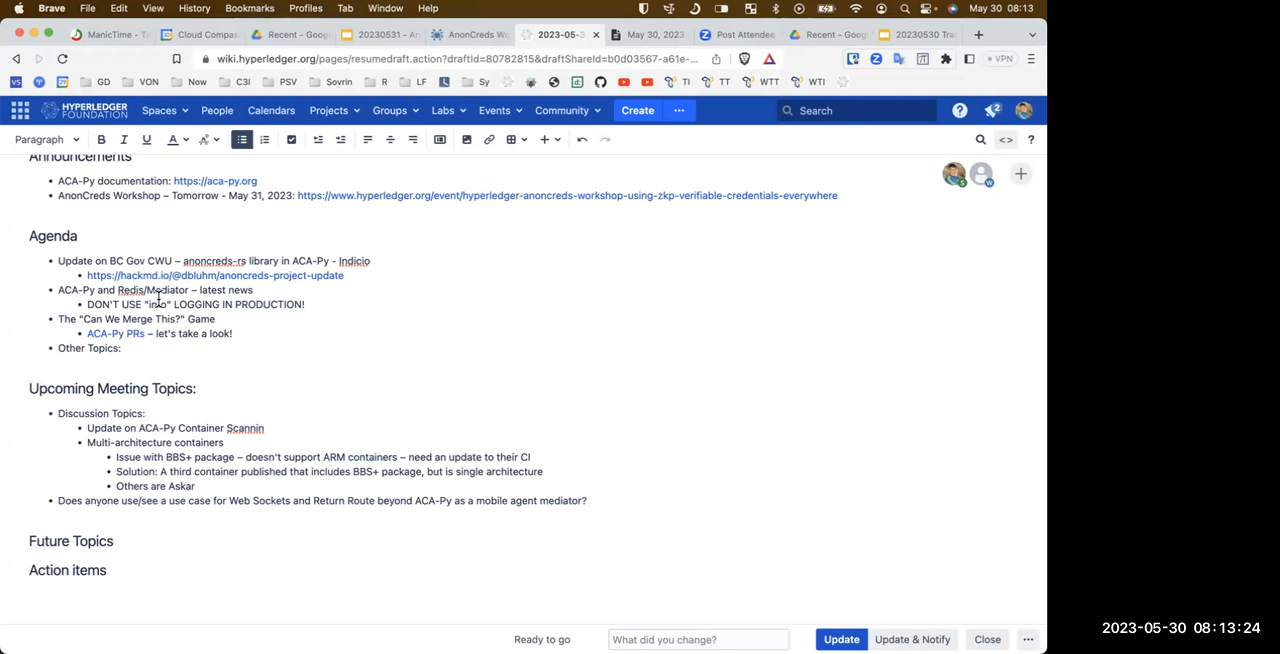 Brave File Edit View History Bookmarks Profiles Tab Window Help May 30 08:13
ManicTime - T Cloud Compas Recent - Goog 20230531 - An AnonCreds Wo 2023-05-3 May 30, 2023 Post Attendee Recent - Goog 20230530 Tra
wiki.hyperledger.org/pages/resumedraft.action?draftId=80782815&draftShareId=b0d03567-a61e-... VPN
VS GD VON Now C3I PSV Sovrin R LF Sy TI TT WTT WTI
HYPERLEDGER FOUNDATION Spaces People Calendars Projects Groups Labs Events Community Create ... Search 2
Paragraph B I U A <> ?
Announcements
• ACA-Py documentation: https://aca-py.org
• AnonCreds Workshop – Tomorrow - May 31, 2023: https://www.hyperledger.org/event/hyperledger-anoncreds-workshop-using-zkp-verifiable-credentials-everywhere
Agenda
• Update on BC Gov CWU – anoncreds-rs library in ACA-Py - Indicio
• https://hackmd.io/@dbluhm/anoncreds-project-update
• ACA-Py and Redis/Mediator – latest news
• DON'T USE "info" LOGGING IN PRODUCTION!
• The "Can We Merge This?" Game
• ACA-Py PRs – let's take a look!
• Other Topics:
Upcoming Meeting Topics:
• Discussion Topics:
• Update on ACA-Py Container Scannin
• Multi-architecture containers
• Issue with BBS+ package – doesn't support ARM containers – need an update to their CI
• Solution: A third container published that includes BBS+ package, but is single architecture
• Others are Askar
• Does anyone use/see a use case for Web Sockets and Return Route beyond ACA-Py as a mobile agent mediator?
Future Topics
Action items
Ready to go What did you change? Update Update & Notify Close ...
2023-05-30 08:13:24